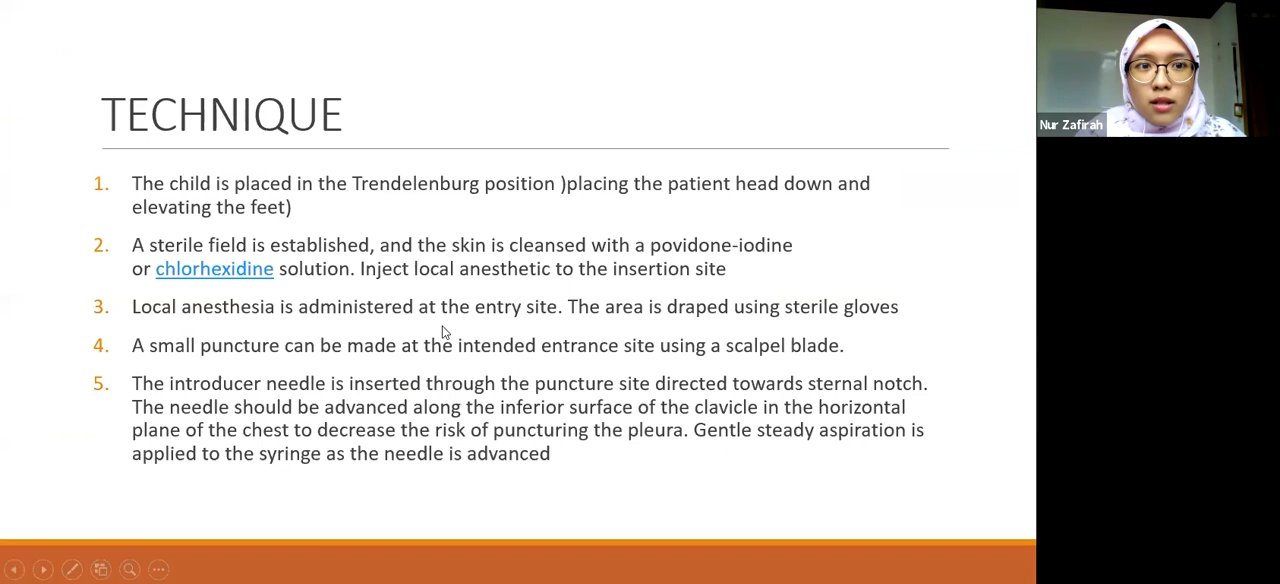 TECHNIQUE
1. The child is placed in the Trendelenburg position )placing the patient head down and
elevating the feet)
2. A sterile field is established, and the skin is cleansed with a povidone-iodine
or chlorhexidine solution. Inject local anesthetic to the insertion site
3. Local anesthesia is administered at the entry site. The area is draped using sterile gloves
4. A small puncture can be made at the intended entrance site using a scalpel blade.
5. The introducer needle is inserted through the puncture site directed towards sternal notch.
The needle should be advanced along the inferior surface of the clavicle in the horizontal
plane of the chest to decrease the risk of puncturing the pleura. Gentle steady aspiration is
applied to the syringe as the needle is advanced
Nur Zafirah